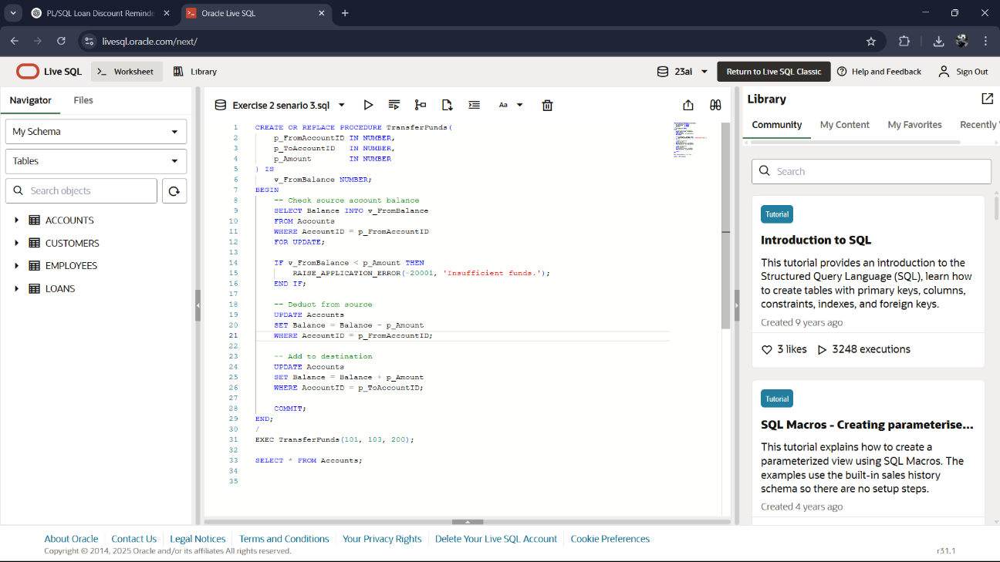 PL/SQL Loan Discount Reminde
Oracle Live SQL
livesql.oracle.com/next/
Live SQL
Worksheet
Library
23ai
Return to Live SQL Classic
Help and Feedback
Sign Out
Navigator
Files
My Schema
Tables
Search objects
ACCOUNTS
CUSTOMERS
EMPLOYEES
LOANS
Exercise 2 senario 3.sql
Aa
1 CREATE OR REPLACE PROCEDURE TransferFunds(
2 p_FromAccountID IN NUMBER,
3 p_ToAccountID IN NUMBER,
4 p_Amount IN NUMBER
5 ) IS
6 v_FromBalance NUMBER;
7 BEGIN
8 -- Check source account balance
9 SELECT Balance INTO v_FromBalance
10 FROM Accounts
11 WHERE AccountID = p_FromAccountID
12 FOR UPDATE;
13
14 IF v_FromBalance < p_Amount THEN
15 RAISE_APPLICATION_ERROR(-20001, 'Insufficient funds.');
16 END IF;
17
18 -- Deduct from source
19 UPDATE Accounts
20 SET Balance = Balance - p_Amount
21 WHERE AccountID = p_FromAccountID;
22
23 -- Add to destination
24 UPDATE Accounts
25 SET Balance = Balance + p_Amount
26 WHERE AccountID = p_ToAccountID;
27
28 COMMIT;
29 END;
30 /
31 EXEC TransferFunds(101, 103, 200);
32
33 SELECT * FROM Accounts;
34
35
Library
Community
My Content
My Favorites
Recently
Search
Tutorial
Introduction to SQL
This tutorial provides an introduction to the
Structured Query Language (SQL), learn how
to create tables with primary keys, columns,
constraints, indexes, and foreign keys.
Created 9 years ago
3 likes
3248 executions
Tutorial
SQL Macros - Creating parameterise...
This tutorial explains how to create a
parameterized view using SQL Macros. The
examples use the built-in sales history
schema so there are no setup steps.
Created 4 years ago
About Oracle
Contact Us
Legal Notices
Terms and Conditions
Your Privacy Rights
Delete Your Live SQL Account
Cookie Preferences
Copyright © 2014, 2025 Oracle and/or its affiliates All rights reserved.
r31.1